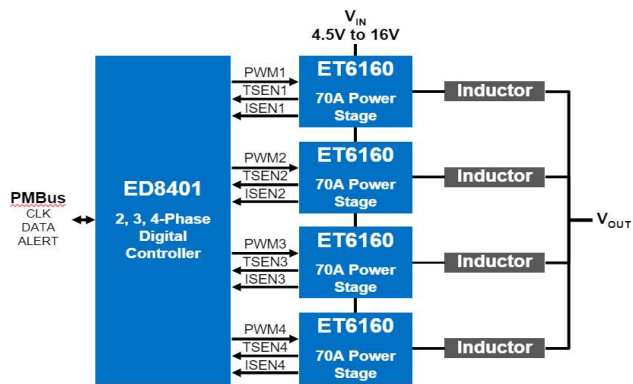 V_IN
4.5V to 16V
PMBus
CLK
DATA
ALERT
ED8401
2, 3, 4-Phase
Digital
Controller
PWM1
TSEN1
ISEN1
ET6160
70A Power
Stage
Inductor
PWM2
TSEN2
ISEN2
ET6160
70A Power
Stage
Inductor
PWM3
TSEN3
ISEN3
ET6160
70A Power
Stage
Inductor
PWM4
TSEN4
ISEN4
ET6160
70A Power
Stage
Inductor
V_OUT